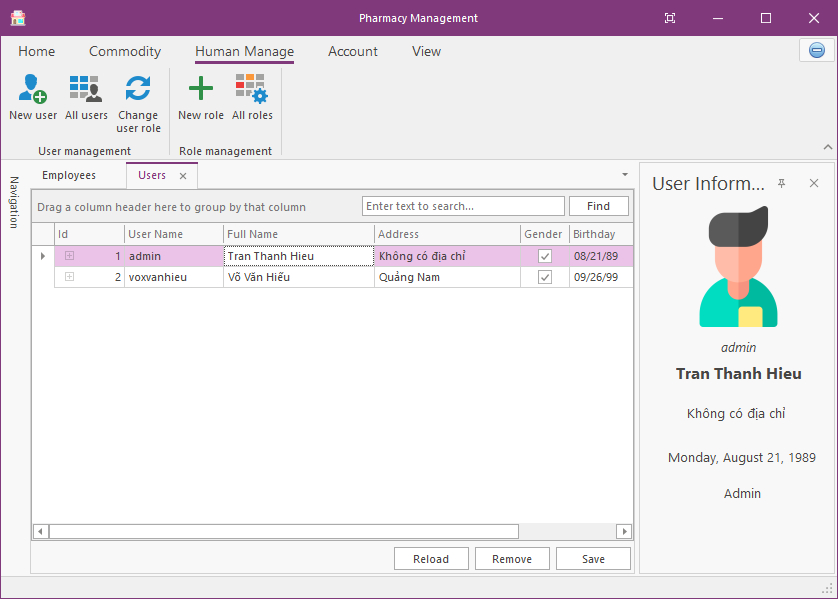 Pharmacy Management
Home Commodity Human Manage Account View
New user All users Change user role New role All roles
User management Role management
Navigation
Employees Users
Drag a column header here to group by that column Enter text to search... Find
Id User Name Full Name Address Gender Birthday
1 admin Tran Thanh Hieu Không có địa chỉ 08/21/89
2 voxvanhieu Võ Văn Hiếu Quảng Nam 09/26/99
Reload Remove Save
User Inform...
admin
Tran Thanh Hieu
Không có địa chỉ
Monday, August 21, 1989
Admin